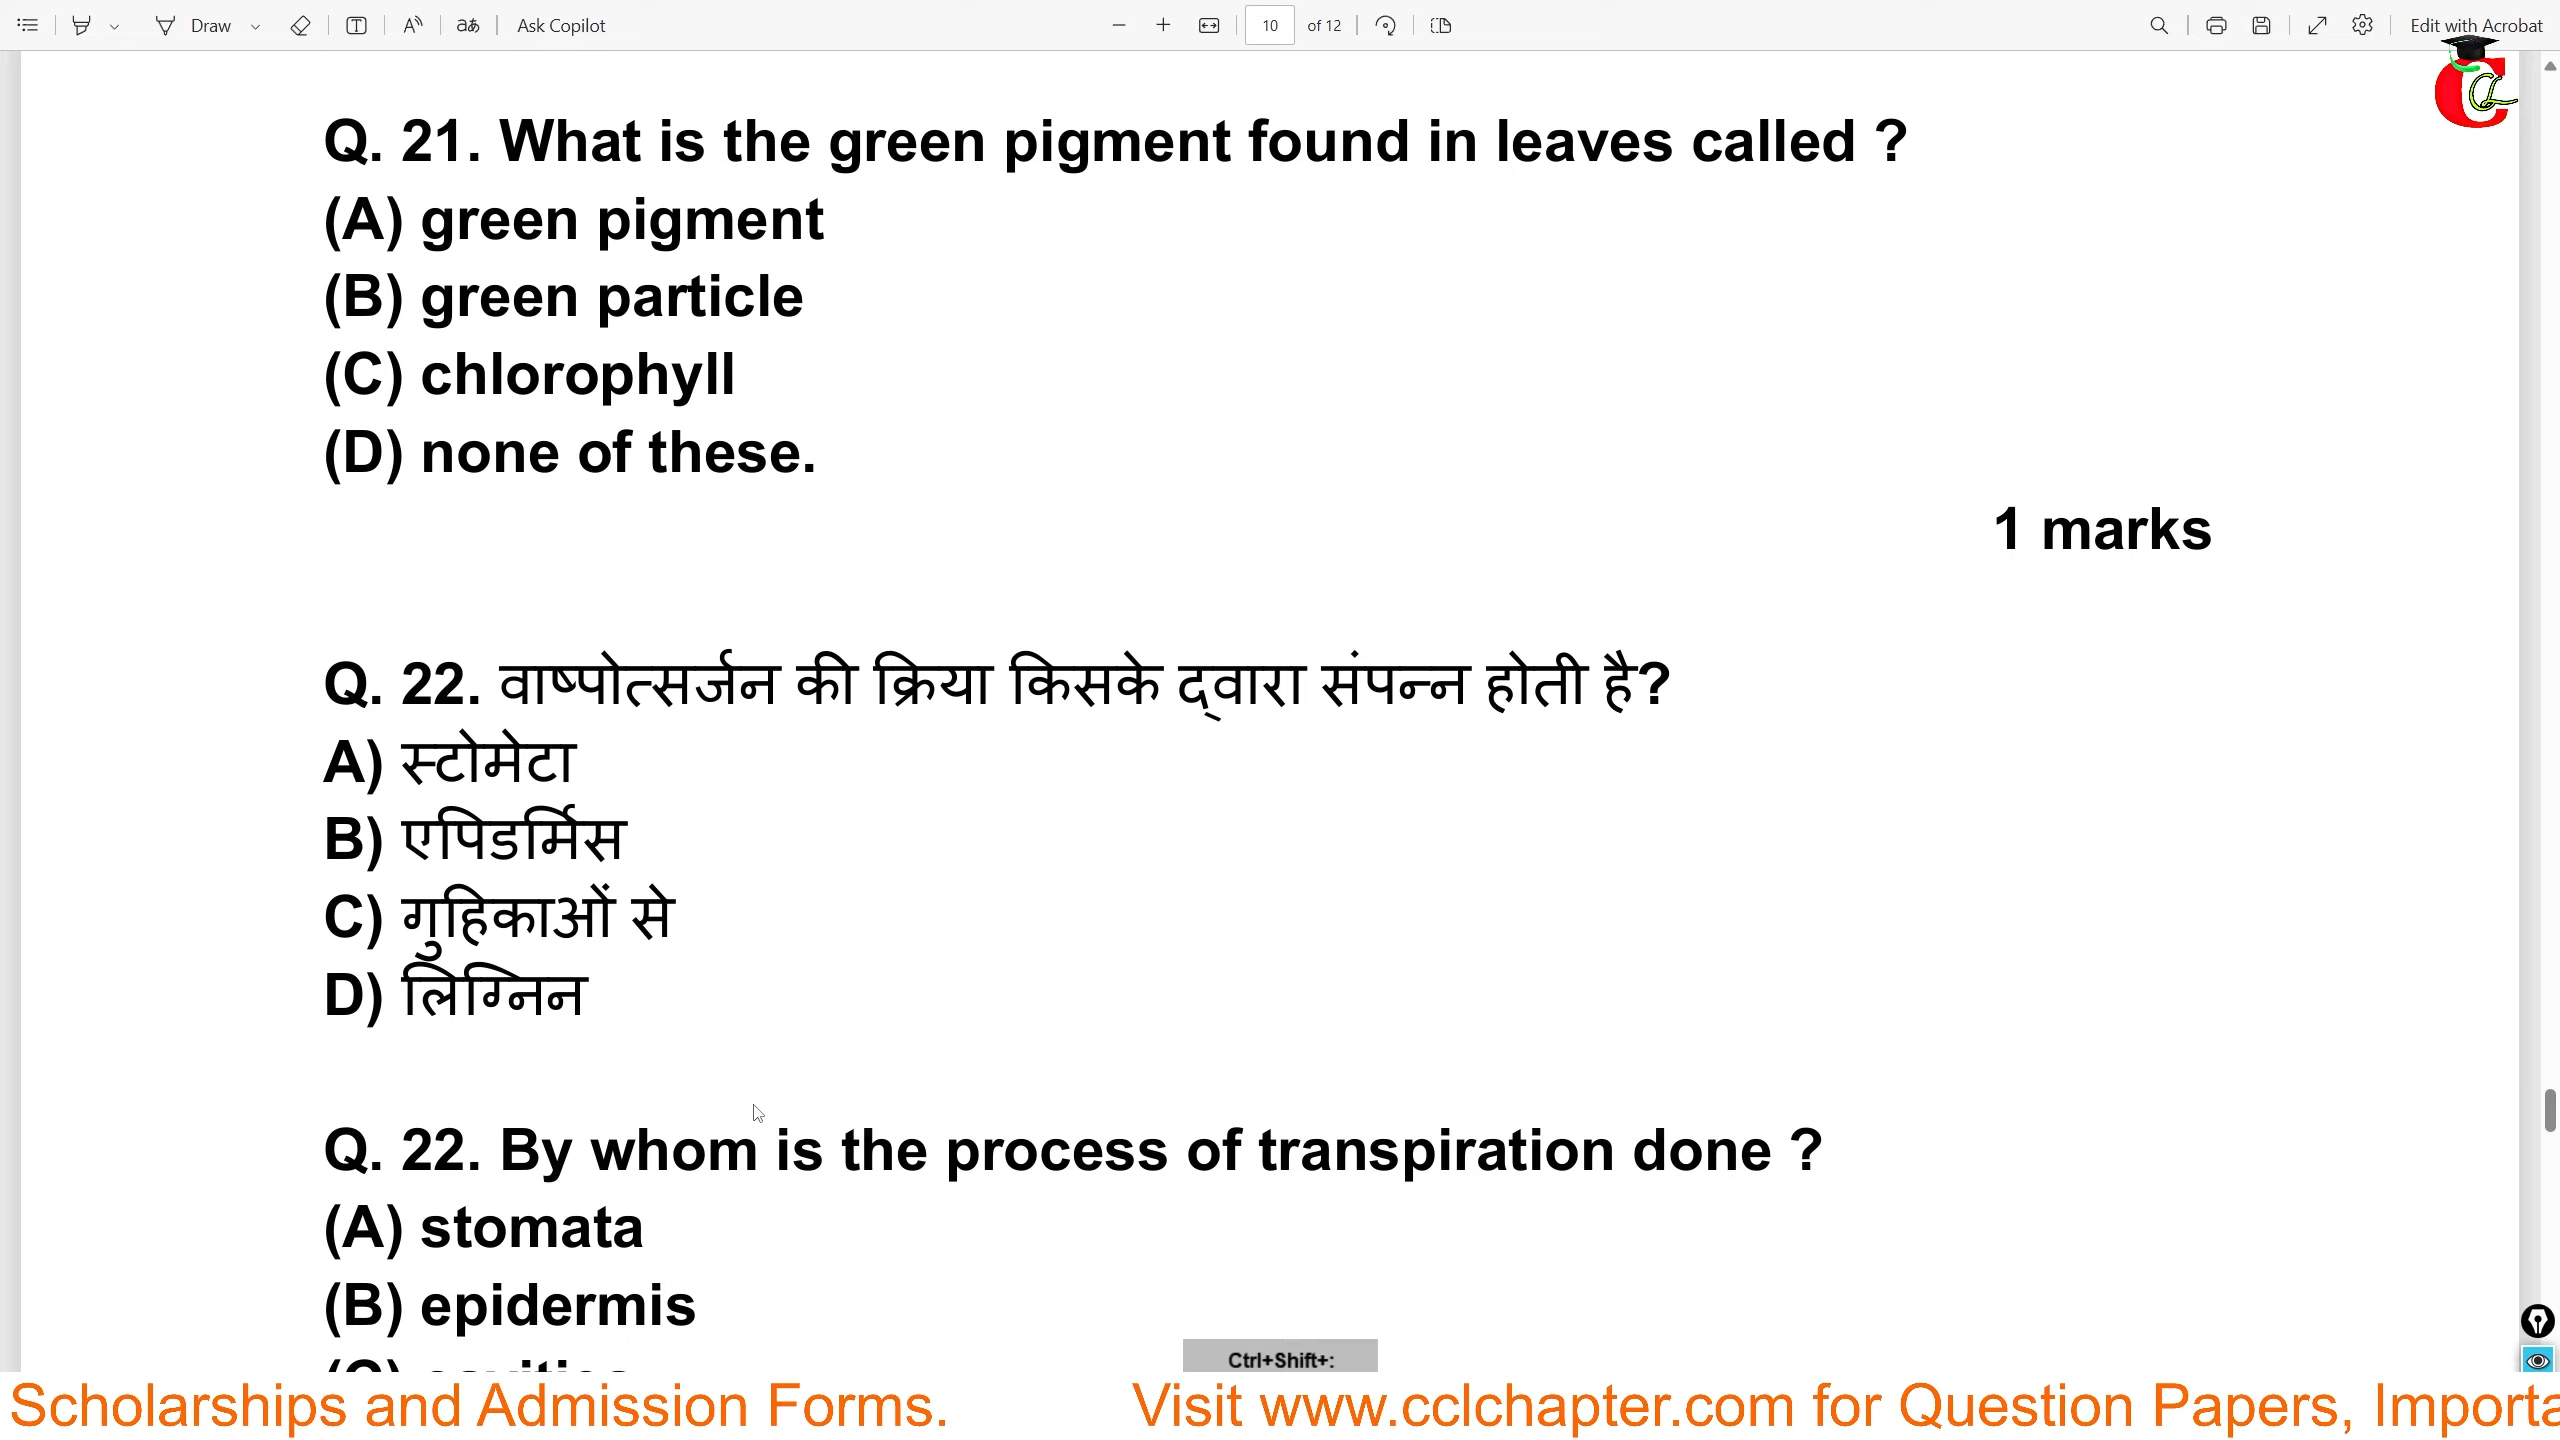 Draw
Ask Copilot
10 of 12
Edit with Acrobat
Q. 21. What is the green pigment found in leaves called ?
(A) green pigment
(B) green particle
(C) chlorophyll
(D) none of these.
1 marks
Q. 22. वाष्पोत्सर्जन की क्रिया किसके द्वारा संपन्न होती है?
A) स्टोमेटा
B) एपिडर्मिस
C) गुहिकाओं से
D) लिग्निन
Q. 22. By whom is the process of transpiration done ?
(A) stomata
(B) epidermis
Ctrl+Shift+:
Scholarships and Admission Forms. Visit www.cclchapter.com for Question Papers, Importa